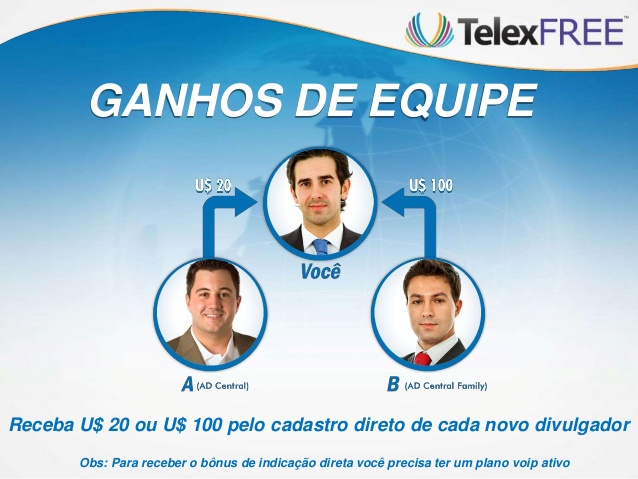 TelexFREE™
GANHOS DE EQUIPE
U$ 20
U$ 100
Você
A (AD Central)
B (AD Central Family)
Receba U$ 20 ou U$ 100 pelo cadastro direto de cada novo divulgador
Obs: Para receber o bônus de indicação direta você precisa ter um plano voip ativo